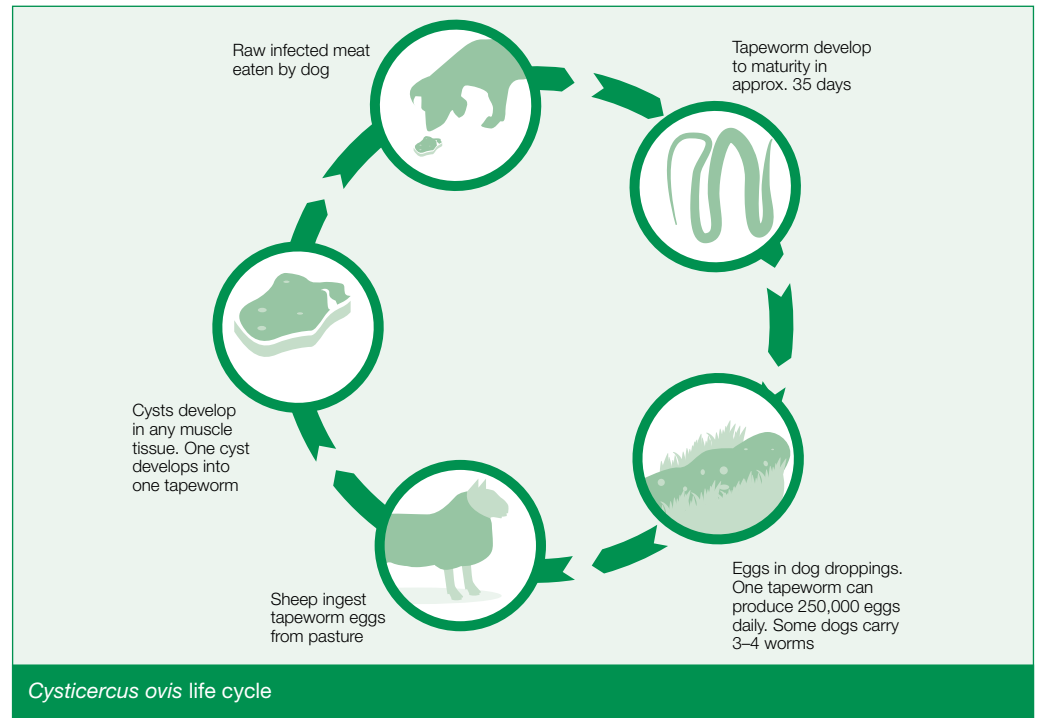 Raw infected meat
eaten by dog
Tapeworm develop
to maturity in
approx. 35 days
Eggs in dog droppings.
One tapeworm can
produce 250,000 eggs
daily. Some dogs carry
3–4 worms
Sheep ingest
tapeworm eggs
from pasture
Cysts develop
in any muscle
tissue. One cyst
develops into
one tapeworm
Cysticercus ovis life cycle